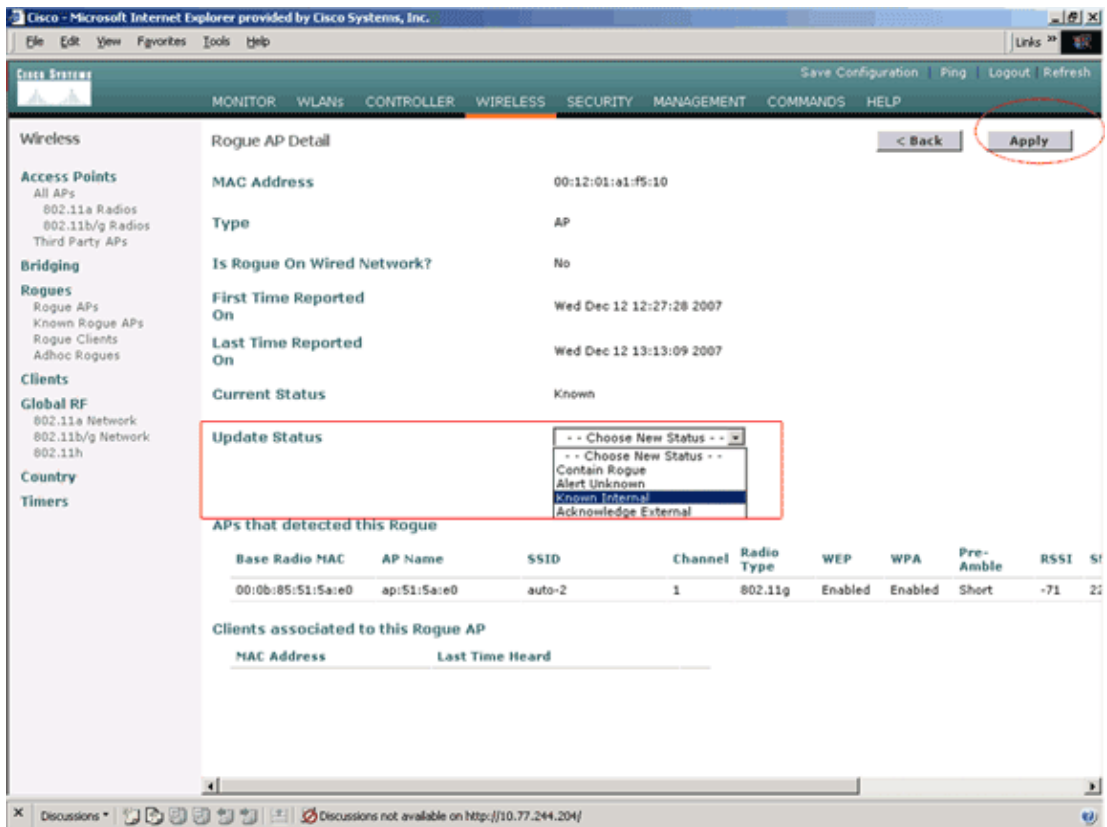 Cisco - Microsoft Internet Explorer provided by Cisco Systems, Inc.
File Edit View Favorites Tools Help Links »
Cisco Systems
Save Configuration | Ping | Logout | Refresh
MONITOR WLANs CONTROLLER WIRELESS SECURITY MANAGEMENT COMMANDS HELP
Wireless
Access Points
All APs
802.11a Radios
802.11b/g Radios
Third Party APs
Bridging
Rogues
Rogue APs
Known Rogue APs
Rogue Clients
Adhoc Rogues
Clients
Global RF
802.11a Network
802.11b/g Network
802.11h
Country
Timers
Rogue AP Detail < Back Apply
MAC Address 00:12:01:a1:f5:10
Type AP
Is Rogue On Wired Network? No
First Time Reported
On Wed Dec 12 12:27:28 2007
Last Time Reported
On Wed Dec 12 13:13:09 2007
Current Status Known
Update Status - - Choose New Status - -
- - Choose New Status - -
Contain Rogue
Alert Unknown
Known Internal
Acknowledge External
APs that detected this Rogue
Base Radio MAC AP Name SSID Channel Radio Type WEP WPA Pre-Amble RSSI
00:0b:85:51:5a:e0 ap:51:5a:e0 auto-2 1 802.11g Enabled Enabled Short -71 22
Clients associated to this Rogue AP
MAC Address Last Time Heard
Discussions Discussions not available on http://10.77.244.204/